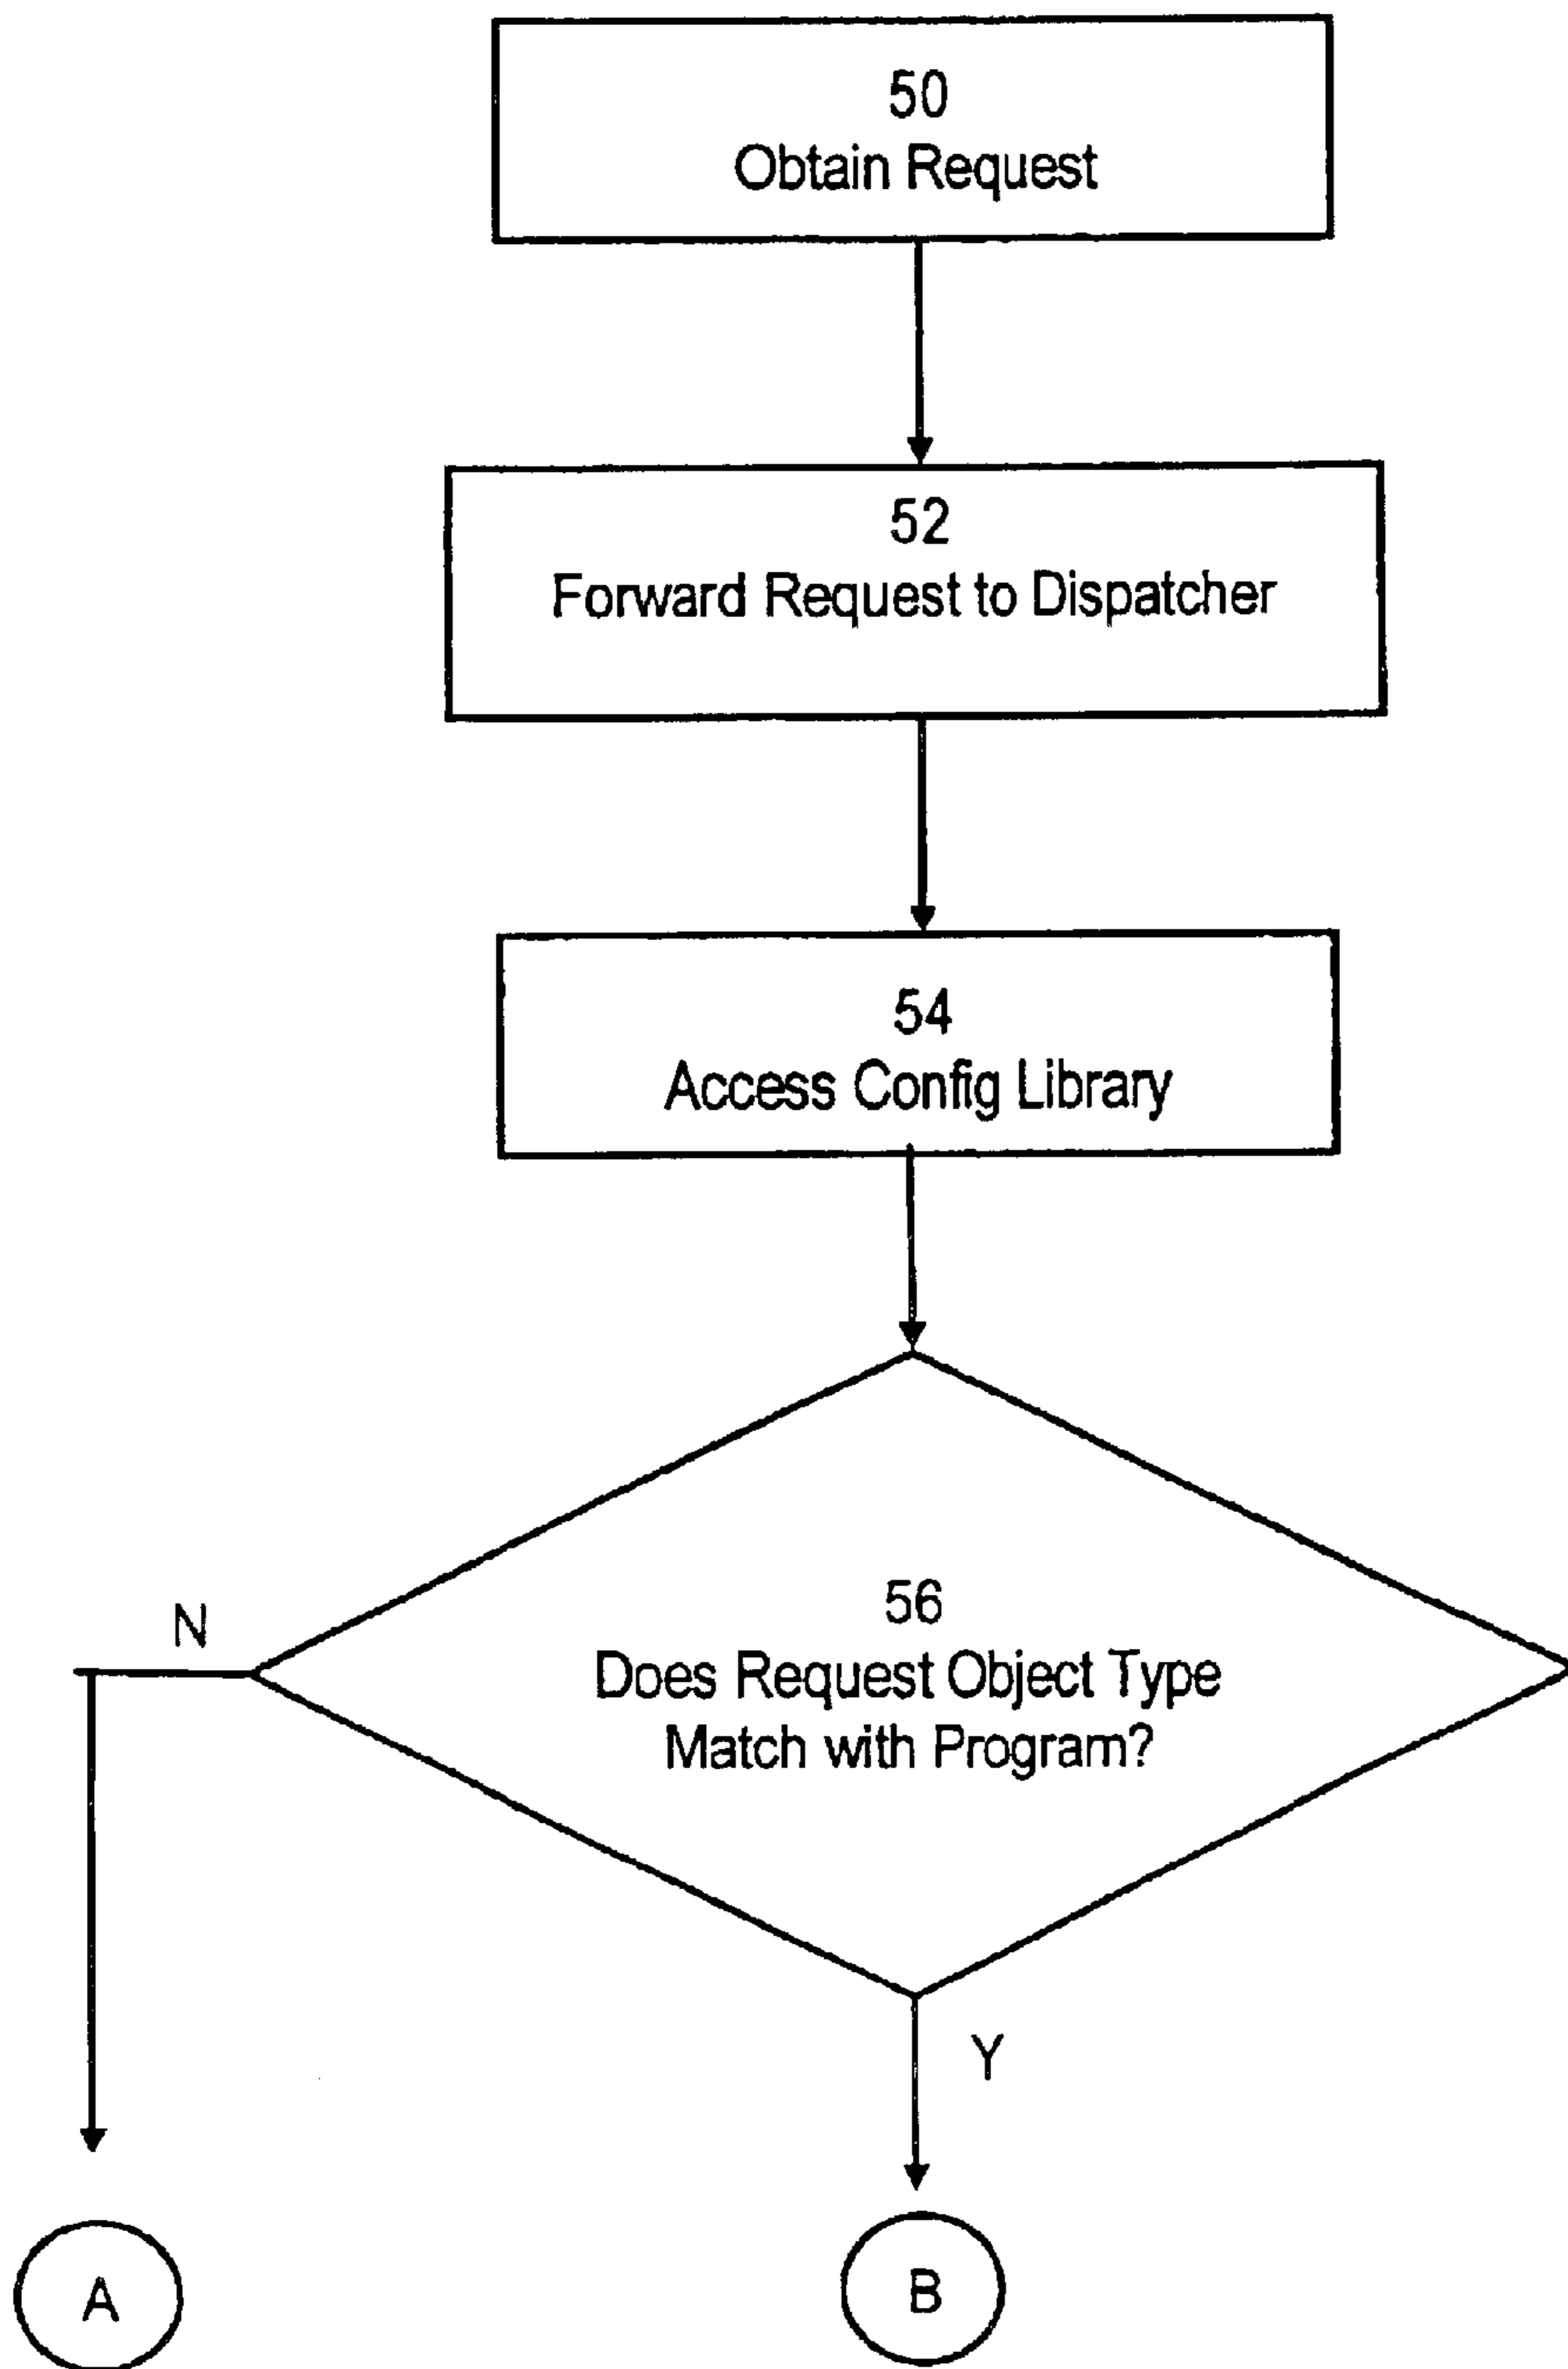 50
Obtain Request
52
Forward Request to Dispatcher
54
Access Config Library
56
Does Request Object Type
Match with Program?
N
Y
A
B